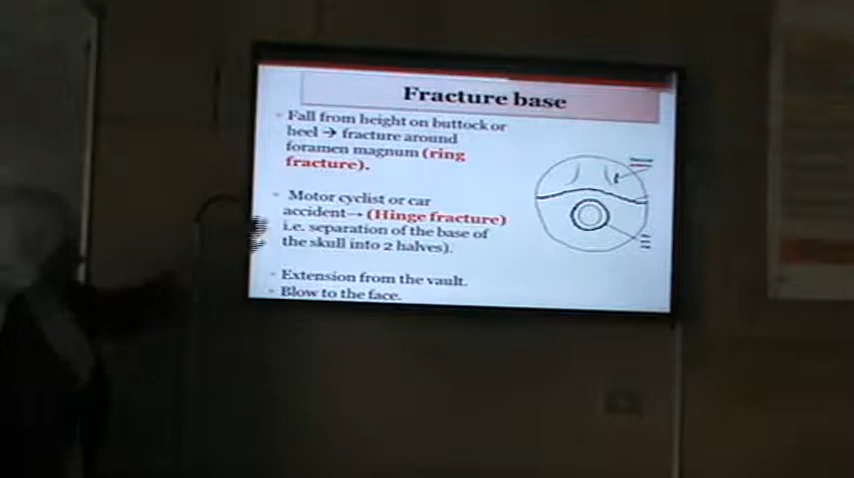 Fracture base
Fall from height on buttock or
heel → fracture around
foramen magnum (ring
fracture).
Motor cyclist or car
accident→ (Hinge fracture)
i.e. separation of the base of
the skull into 2 halves).
Extension from the vault.
Blow to the face.